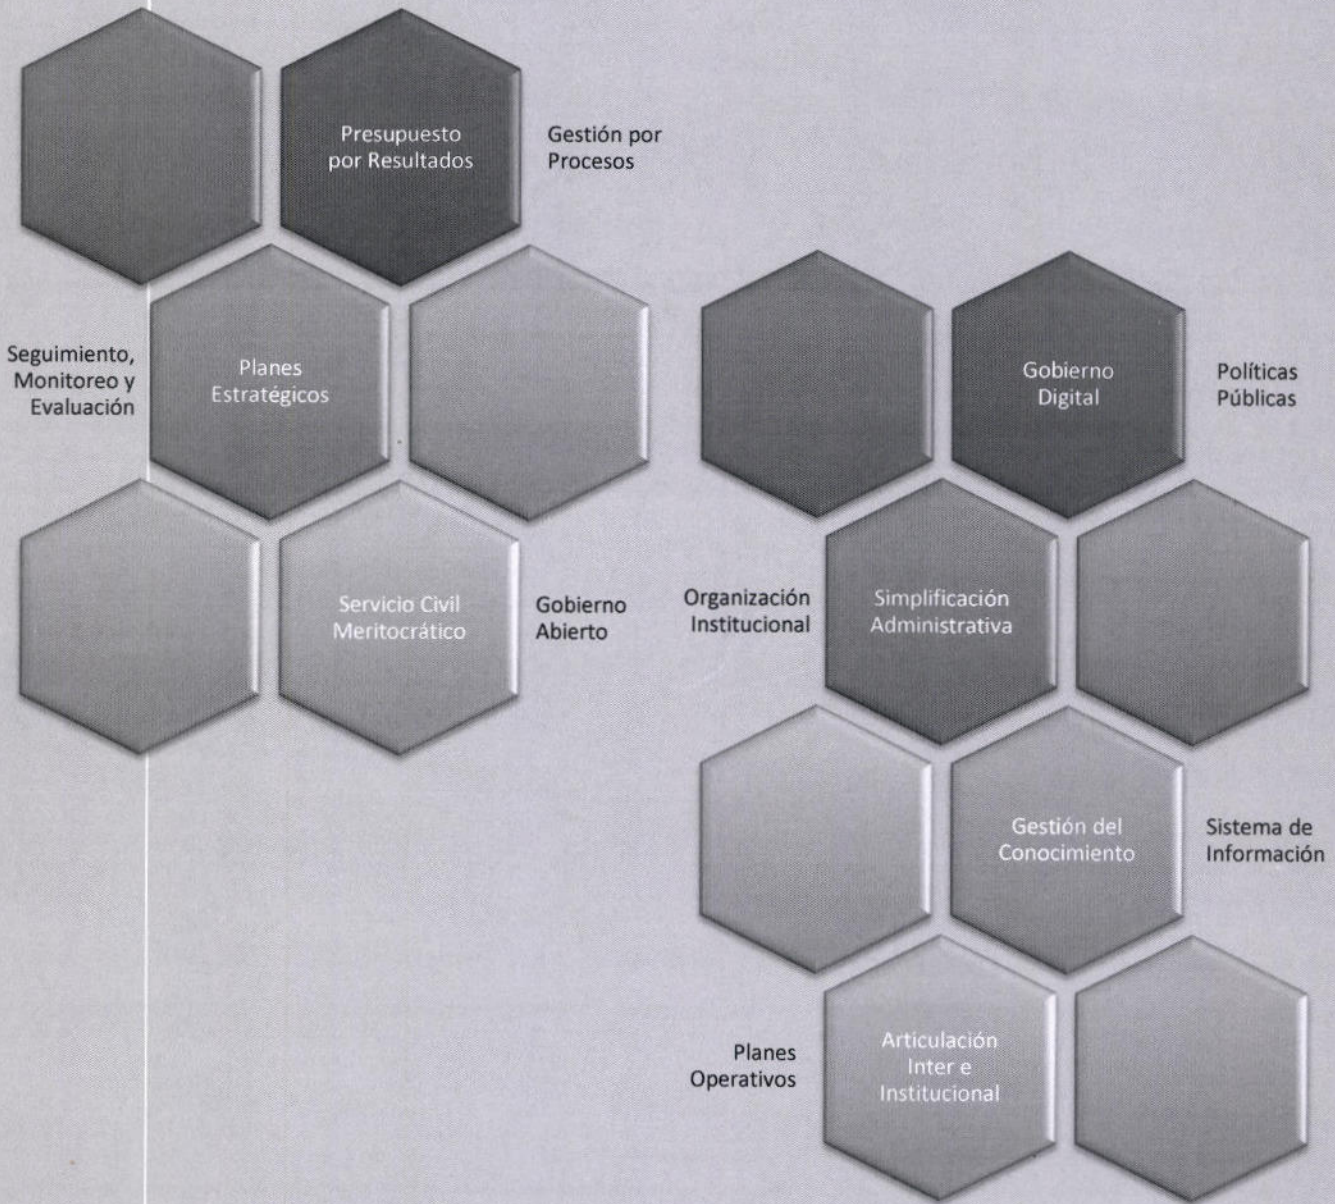 Presupuesto
por Resultados
Gestión por
Procesos
Seguimiento,
Monitoreo y
Evaluación
Planes
Estratégicos
Servicio Civil
Meritocrático
Gobierno
Abierto
Gobierno
Digital
Políticas
Públicas
Organización
Institucional
Simplificación
Administrativa
Gestión del
Conocimiento
Sistema de
Información
Planes
Operativos
Articulación
Inter e
Institucional